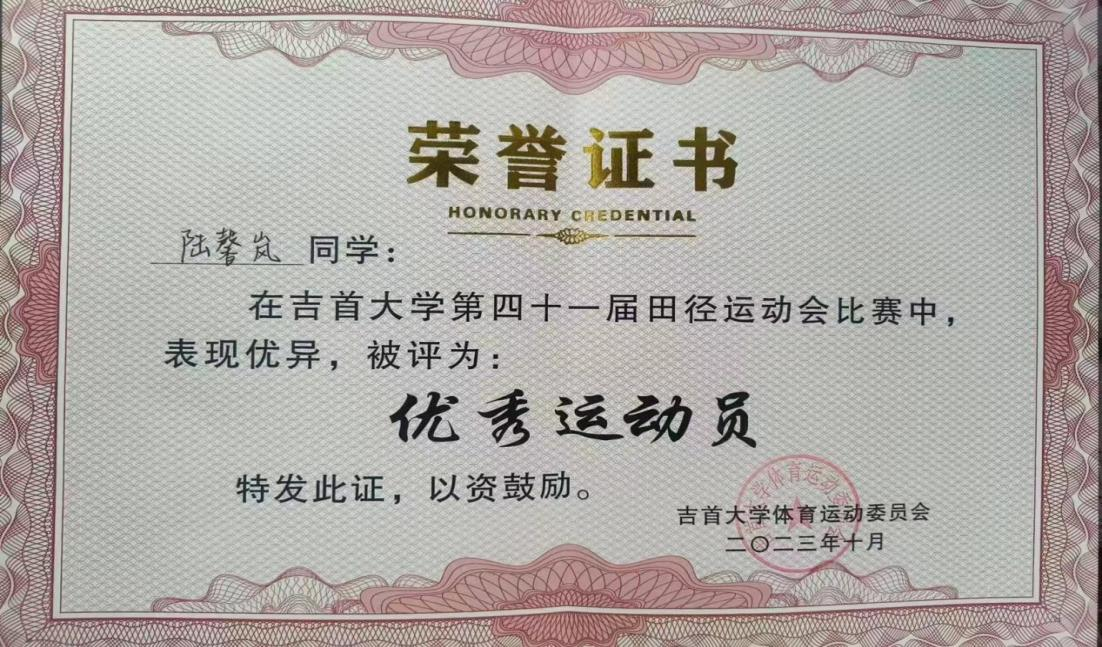 荣誉证书
HONORARY CREDENTIAL
陆馨岚 同学：
在吉首大学第四十一届田径运动会比赛中，
表现优异，被评为：
优秀运动员
特发此证，以资鼓励。
吉首大学体育运动委员会
二〇二三年十月